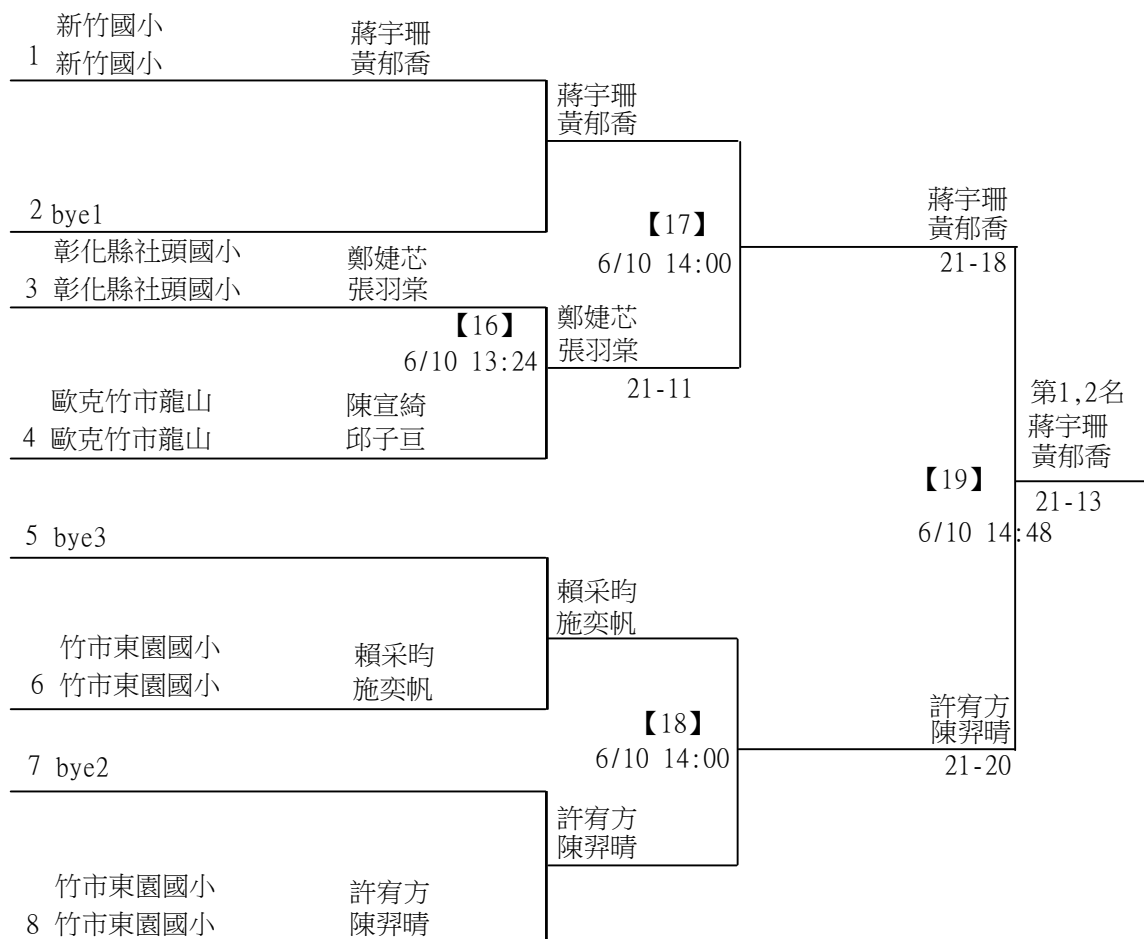 新竹國小 蔣宇珊
1 新竹國小 黃郁喬
蔣宇珊
黃郁喬
2 bye1
【17】
6/10 14:00
蔣宇珊
黃郁喬
21-18
彰化縣社頭國小 鄭婕芯
3 彰化縣社頭國小 張羽棠
【16】
6/10 13:24
鄭婕芯
張羽棠
21-11
歐克竹市龍山 陳宣綺
4 歐克竹市龍山 邱子亘
第1,2名
蔣宇珊
黃郁喬
21-13
【19】
6/10 14:48
5 bye3
賴采昀
施奕帆
竹市東園國小 賴采昀
6 竹市東園國小 施奕帆
【18】
6/10 14:00
許宥方
陳羿晴
21-20
7 bye2
許宥方
陳羿晴
竹市東園國小 許宥方
8 竹市東園國小 陳羿晴